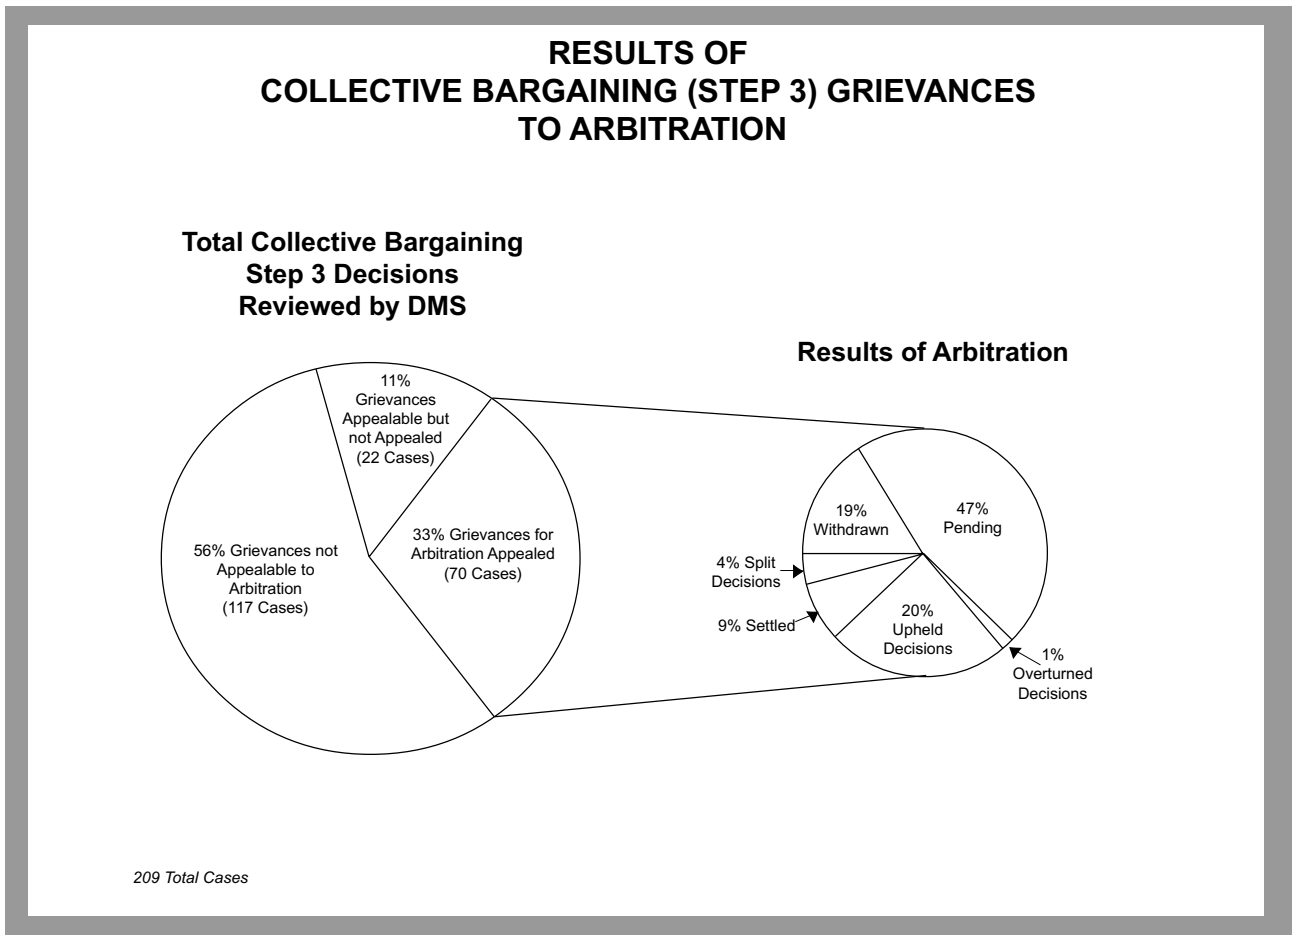 RESULTS OF
COLLECTIVE BARGAINING (STEP 3) GRIEVANCES
TO ARBITRATION
Total Collective Bargaining
Step 3 Decisions
Reviewed by DMS
11%
Grievances
Appealable but
not Appealed
(22 Cases)
33% Grievances for
Arbitration Appealed
(70 Cases)
56% Grievances not
Appealable to
Arbitration
(117 Cases)
Results of Arbitration
47%
Pending
19%
Withdrawn
4% Split
Decisions
9% Settled
20%
Upheld
Decisions
1%
Overturned
Decisions
209 Total Cases